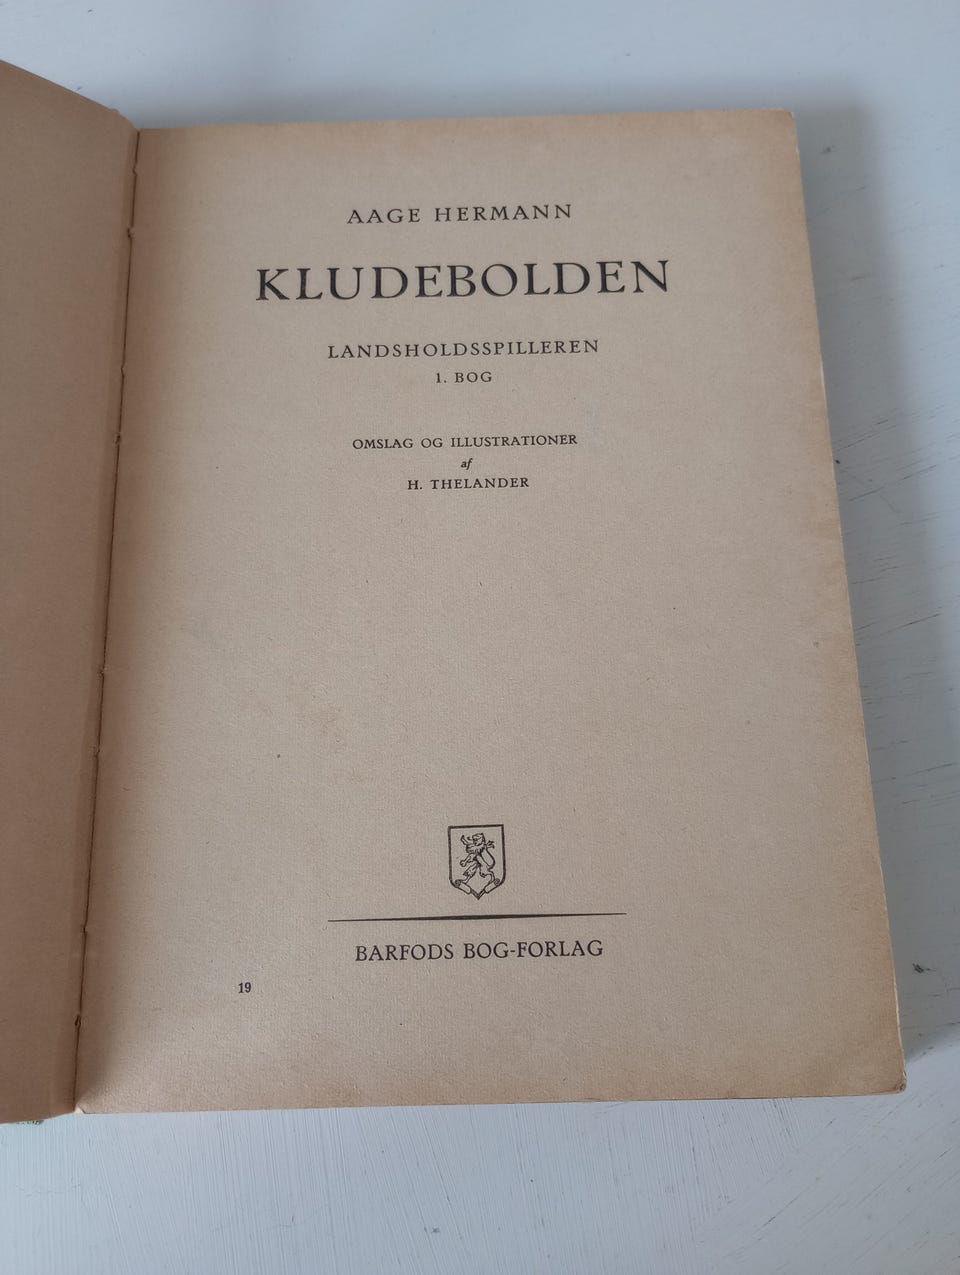 AAGE HERMANN
KLUDEBOLDEN
LANDSHOLDSSPILLEREN
1. BOG
OMSLAG OG ILLUSTRATIONER
af
H. THELANDER
BARFODS BOG-FORLAG
19